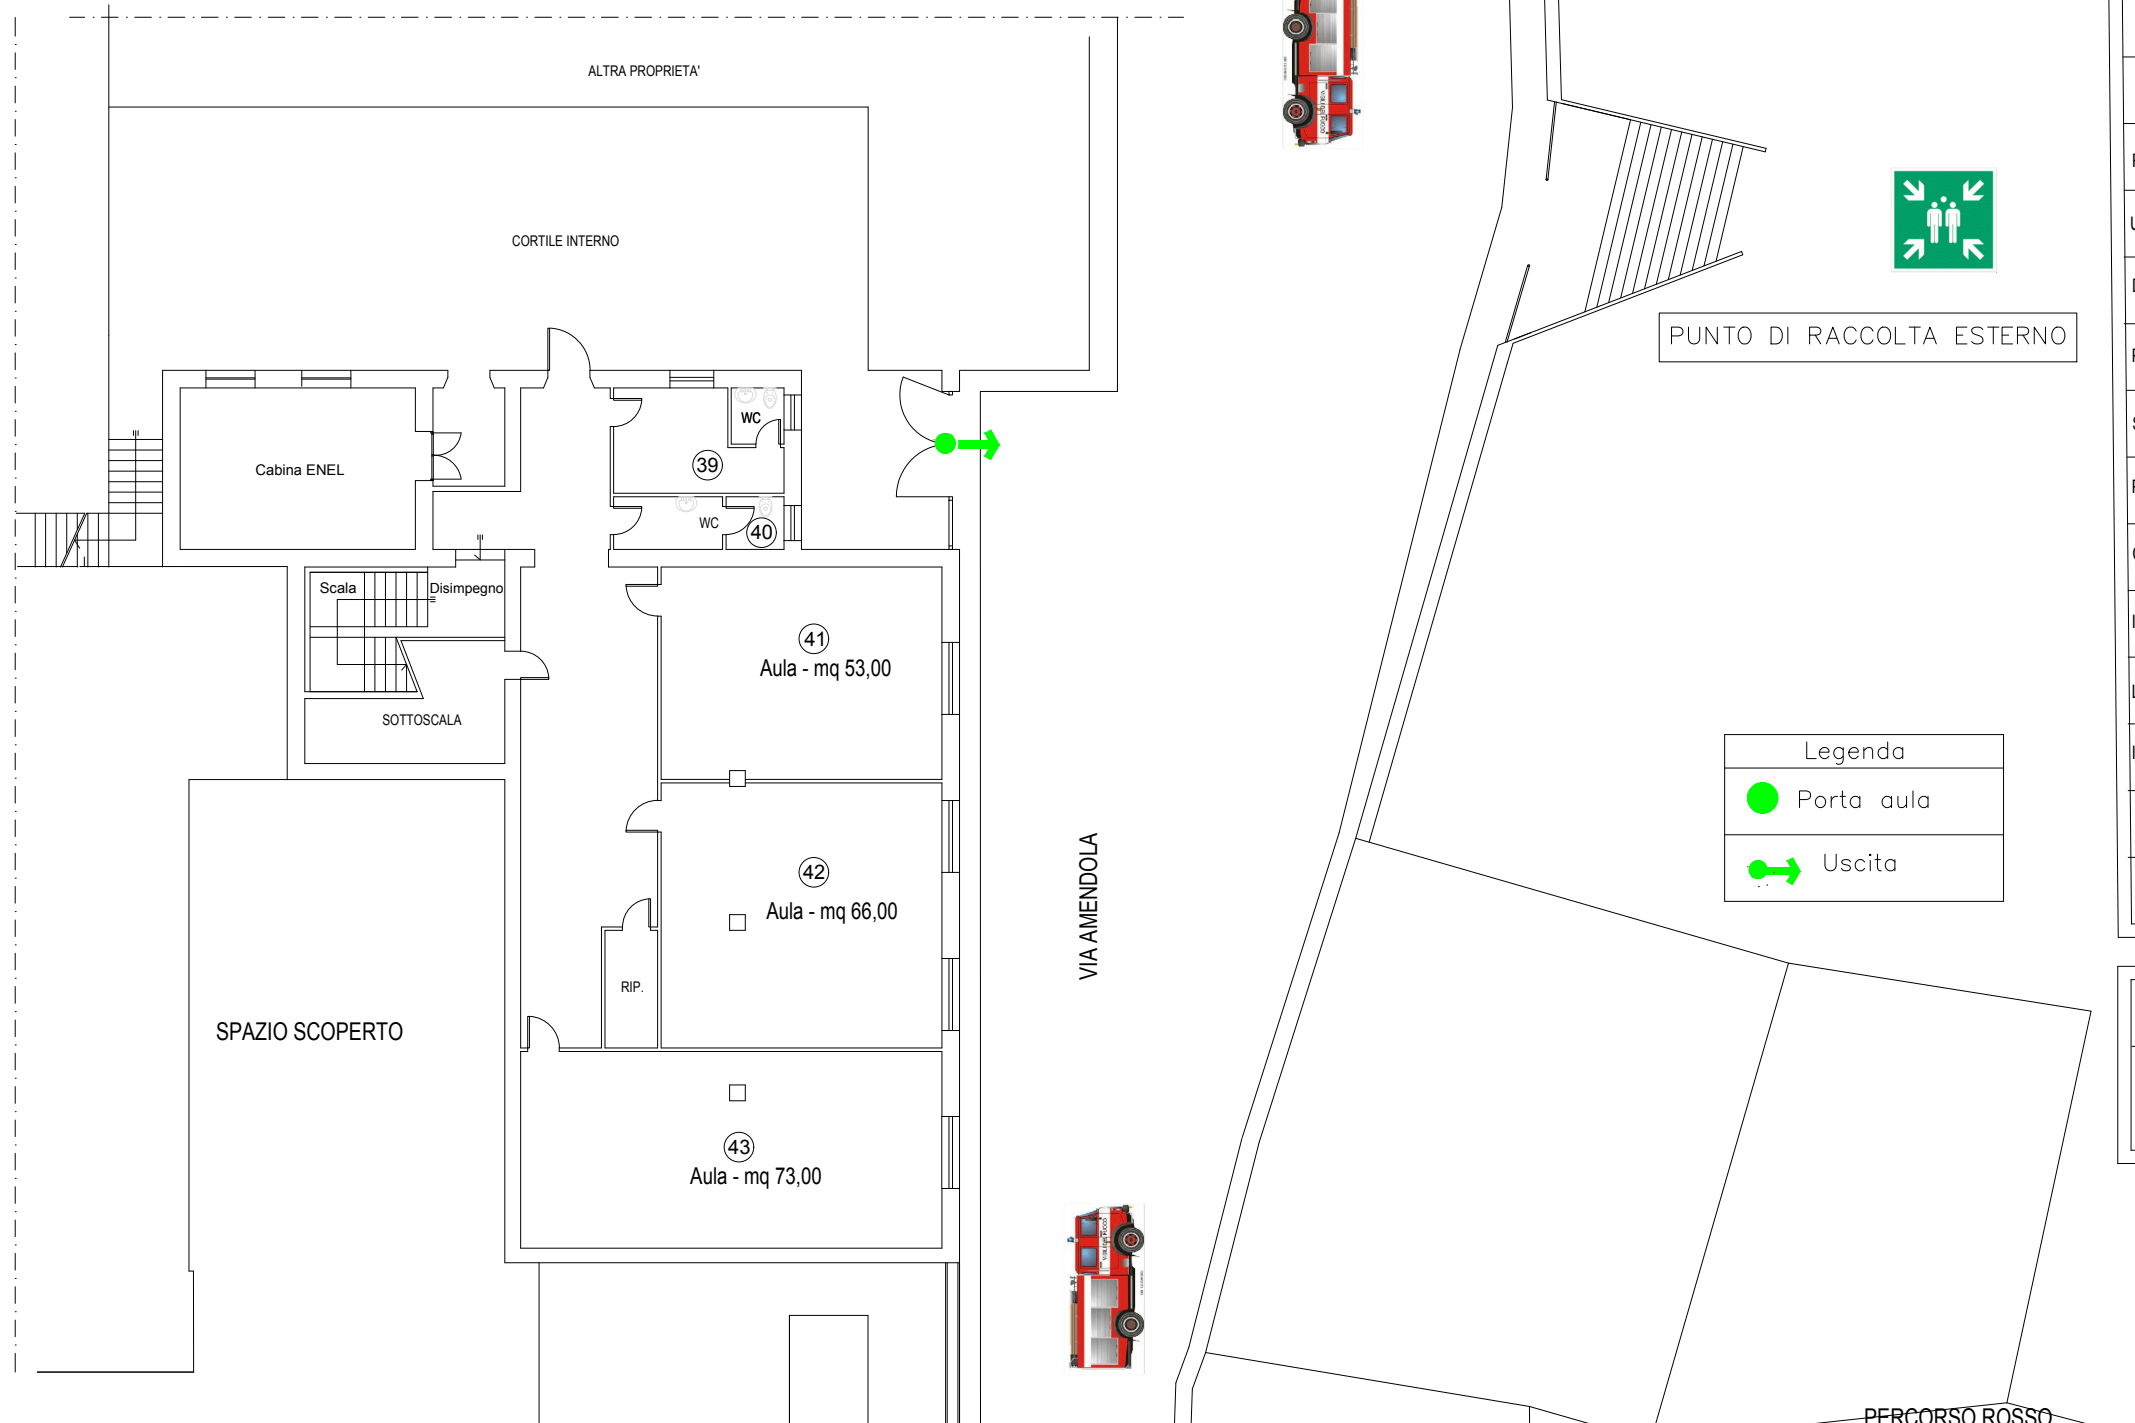 ALTRA PROPRIETA'
CORTILE INTERNO
PUNTO DI RACCOLTA ESTERNO
WC
39
Cabina ENEL
WC
40
Scala
Disimpegno
41
Aula - mq 53,00
SOTTOSCALA
Legenda
Porta aula
Uscita
42
Aula - mq 66,00
VIA AMENDOLA
RIP.
SPAZIO SCOPERTO
43
Aula - mq 73,00
PERCORSO ROSSO